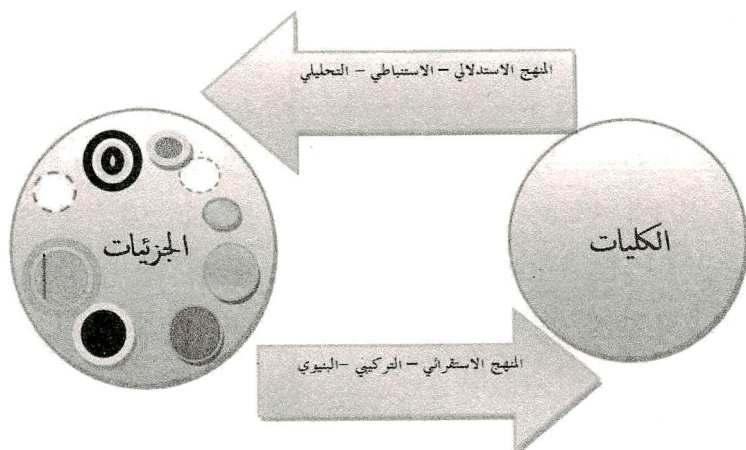 المنهج الاستدلالي – الاستنباطي – التحليلي
الكليات
الجزئيات
المنهج الاستقرائي – التركيبي –البنيوي